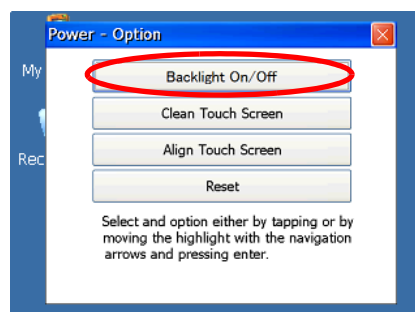 Power - Option
My
Backlight On/Off
Clean Touch Screen
Align Touch Screen
Rec
Reset
Select and option either by tapping or by
moving the highlight with the navigation
arrows and pressing enter.